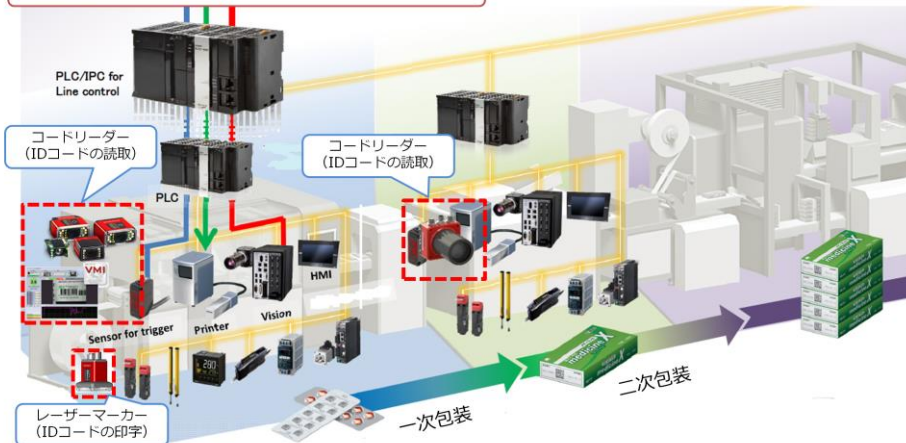 PLC/IPC for
Line control
コードリーダー
（IDコードの読取）
コードリーダー
（IDコードの読取）
PLC
VMI
HMI
Sensor for trigger
Printer
Vision
レーザーマーカー
（IDコードの印字）
一次包装
二次包装